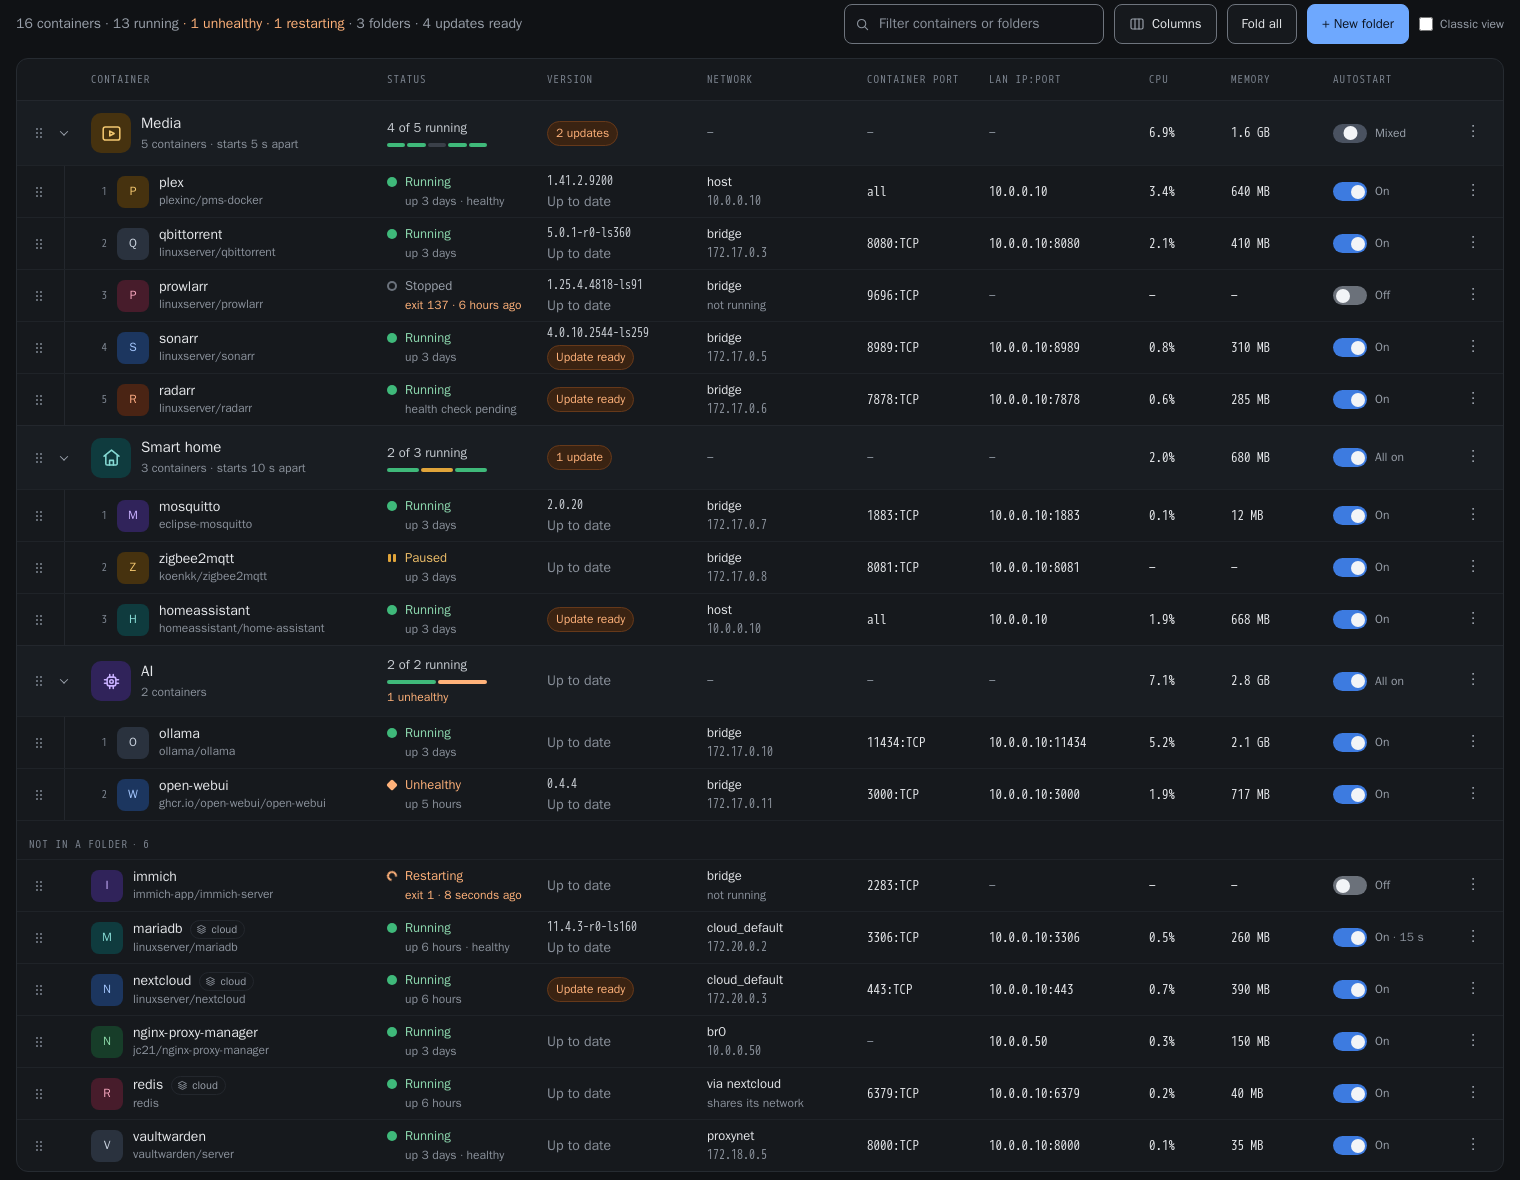 16 containers · 13 running · 1 unhealthy · 1 restarting · 3 folders · 4 updates ready
Filter containers or folders
Columns
Fold all
+ New folder
Classic view
CONTAINER STATUS VERSION NETWORK CONTAINER PORT LAN IP:PORT CPU MEMORY AUTOSTART
Media
5 containers · starts 5 s apart
4 of 5 running
2 updates
– – – 6.9% 1.6 GB Mixed
1 P plex
plexinc/pms-docker
Running
up 3 days · healthy
1.41.2.9200
Up to date
host
10.0.0.10
all 10.0.0.10 3.4% 640 MB On
2 Q qbittorrent
linuxserver/qbittorrent
Running
up 3 days
5.0.1-r0-ls360
Up to date
bridge
172.17.0.3
8080:TCP 10.0.0.10:8080 2.1% 410 MB On
3 P prowlarr
linuxserver/prowlarr
Stopped
exit 137 · 6 hours ago
1.25.4.4818-ls91
Up to date
bridge
not running
9696:TCP – – – Off
4 S sonarr
linuxserver/sonarr
Running
up 3 days
4.0.10.2544-ls259
Update ready
bridge
172.17.0.5
8989:TCP 10.0.0.10:8989 0.8% 310 MB On
5 R radarr
linuxserver/radarr
Running
health check pending
Update ready
bridge
172.17.0.6
7878:TCP 10.0.0.10:7878 0.6% 285 MB On
Smart home
3 containers · starts 10 s apart
2 of 3 running
1 update
– – – 2.0% 680 MB All on
1 M mosquitto
eclipse-mosquitto
Running
up 3 days
2.0.20
Up to date
bridge
172.17.0.7
1883:TCP 10.0.0.10:1883 0.1% 12 MB On
2 Z zigbee2mqtt
koenkk/zigbee2mqtt
Paused
up 3 days
Up to date
bridge
172.17.0.8
8081:TCP 10.0.0.10:8081 – – On
3 H homeassistant
homeassistant/home-assistant
Running
up 3 days
Update ready
host
10.0.0.10
all 10.0.0.10 1.9% 668 MB On
AI
2 containers
2 of 2 running
1 unhealthy
Up to date
– – – 7.1% 2.8 GB All on
1 O ollama
ollama/ollama
Running
up 3 days
Up to date
bridge
172.17.0.10
11434:TCP 10.0.0.10:11434 5.2% 2.1 GB On
2 W open-webui
ghcr.io/open-webui/open-webui
Unhealthy
up 5 hours
0.4.4
Up to date
bridge
172.17.0.11
3000:TCP 10.0.0.10:3000 1.9% 717 MB On
NOT IN A FOLDER · 6
I immich
immich-app/immich-server
Restarting
exit 1 · 8 seconds ago
Up to date
bridge
not running
2283:TCP – – – Off
M mariadb cloud
linuxserver/mariadb
Running
up 6 hours · healthy
11.4.3-r0-ls160
Up to date
cloud_default
172.20.0.2
3306:TCP 10.0.0.10:3306 0.5% 260 MB On · 15 s
N nextcloud cloud
linuxserver/nextcloud
Running
up 6 hours
Update ready
cloud_default
172.20.0.3
443:TCP 10.0.0.10:443 0.7% 390 MB On
N nginx-proxy-manager
jc21/nginx-proxy-manager
Running
up 3 days
Up to date
br0
10.0.0.50
– 10.0.0.50 0.3% 150 MB On
R redis cloud
redis
Running
up 6 hours
Up to date
via nextcloud
shares its network
6379:TCP 10.0.0.10:6379 0.2% 40 MB On
V vaultwarden
vaultwarden/server
Running
up 3 days · healthy
Up to date
proxynet
172.18.0.5
8000:TCP 10.0.0.10:8000 0.1% 35 MB On